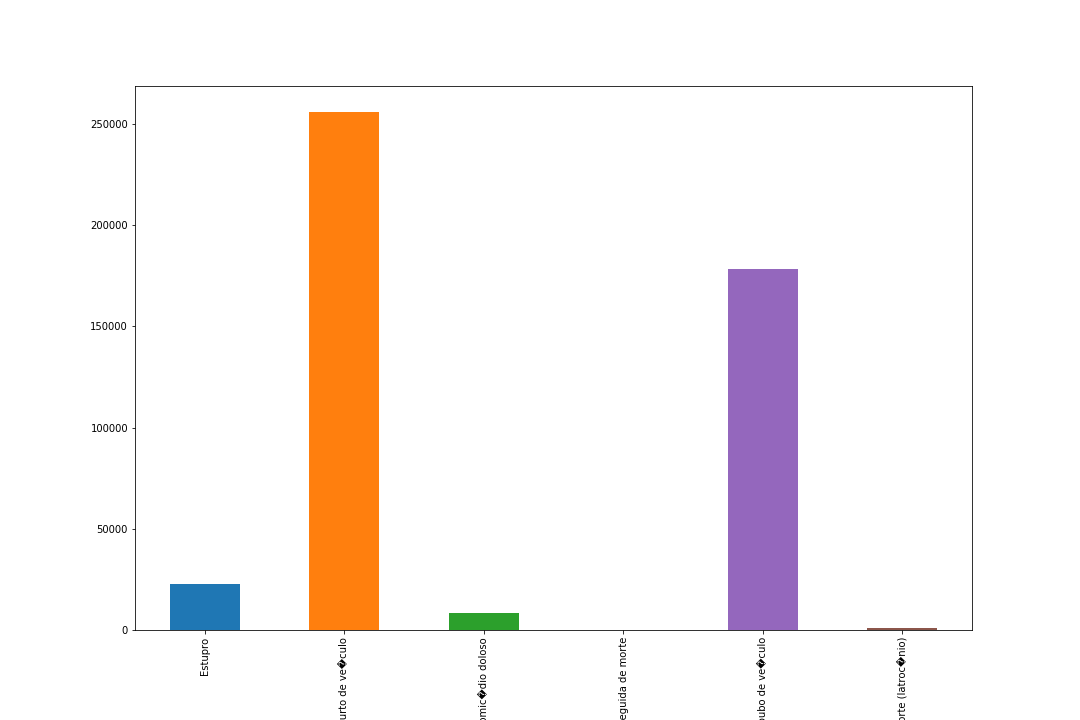 250000
200000
150000
100000
50000
0
Estupro
urto de ve�culo
omic�dio doloso
eguida de morte
oubo de ve�culo
orte (latroc�nio)